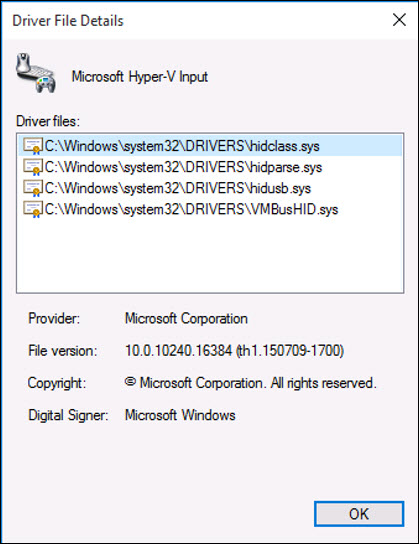 Driver File Details
Microsoft Hyper-V Input
Driver files:
C:\Windows\system32\DRIVERS\hidclass.sys
C:\Windows\system32\DRIVERS\hidparse.sys
C:\Windows\system32\DRIVERS\hidusb.sys
C:\Windows\system32\DRIVERS\VMBusHID.sys
Provider: Microsoft Corporation
File version: 10.0.10240.16384 (th1.150709-1700)
Copyright: © Microsoft Corporation. All rights reserved.
Digital Signer: Microsoft Windows
OK